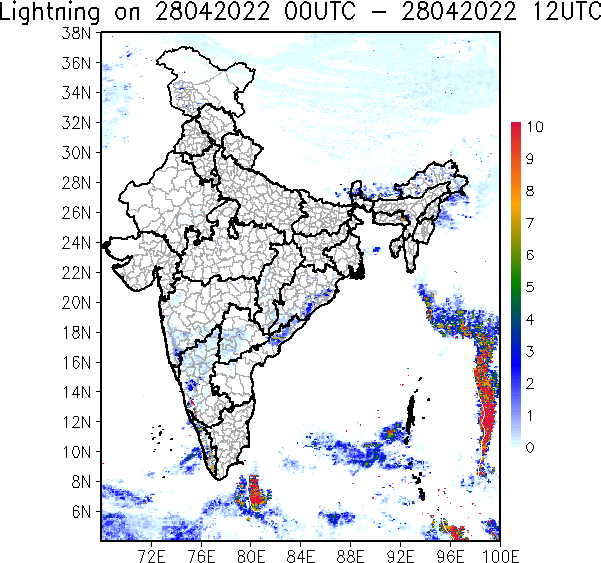 Lightning on 28042022 00UTC – 28042022 12UTC
38N
36N
34N
32N
30N
28N
26N
24N
22N
20N
18N
16N
14N
12N
10N
8N
6N
72E 76E 80E 84E 88E 92E 96E 100E
10
9
8
7
6
5
4
3
2
1
0